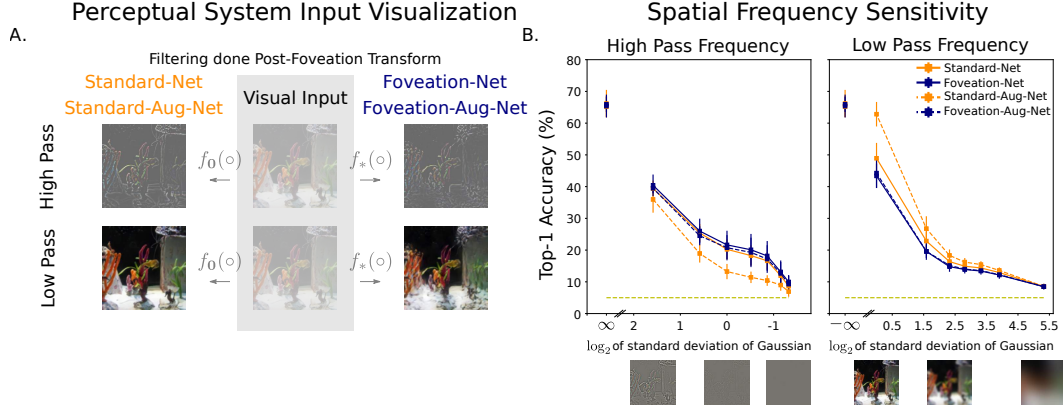 Perceptual System Input Visualization
Spatial Frequency Sensitivity
A.
Filtering done Post-Foveation Transform
Standard-Net
Standard-Aug-Net
Visual Input
Foveation-Net
Foveation-Aug-Net
High Pass
f₀(○)
f*(○)
Low Pass
f₀(○)
f*(○)
B.
High Pass Frequency
Low Pass Frequency
Top-1 Accuracy (%)
80
70
60
50
40
30
20
10
0
Standard-Net
Foveation-Net
Standard-Aug-Net
Foveation-Aug-Net
∞ 2 1 0 -1
−∞ 0.5 1.5 2.5 3.5 4.5 5.5
log₂ of standard deviation of Gaussian
log₂ of standard deviation of Gaussian